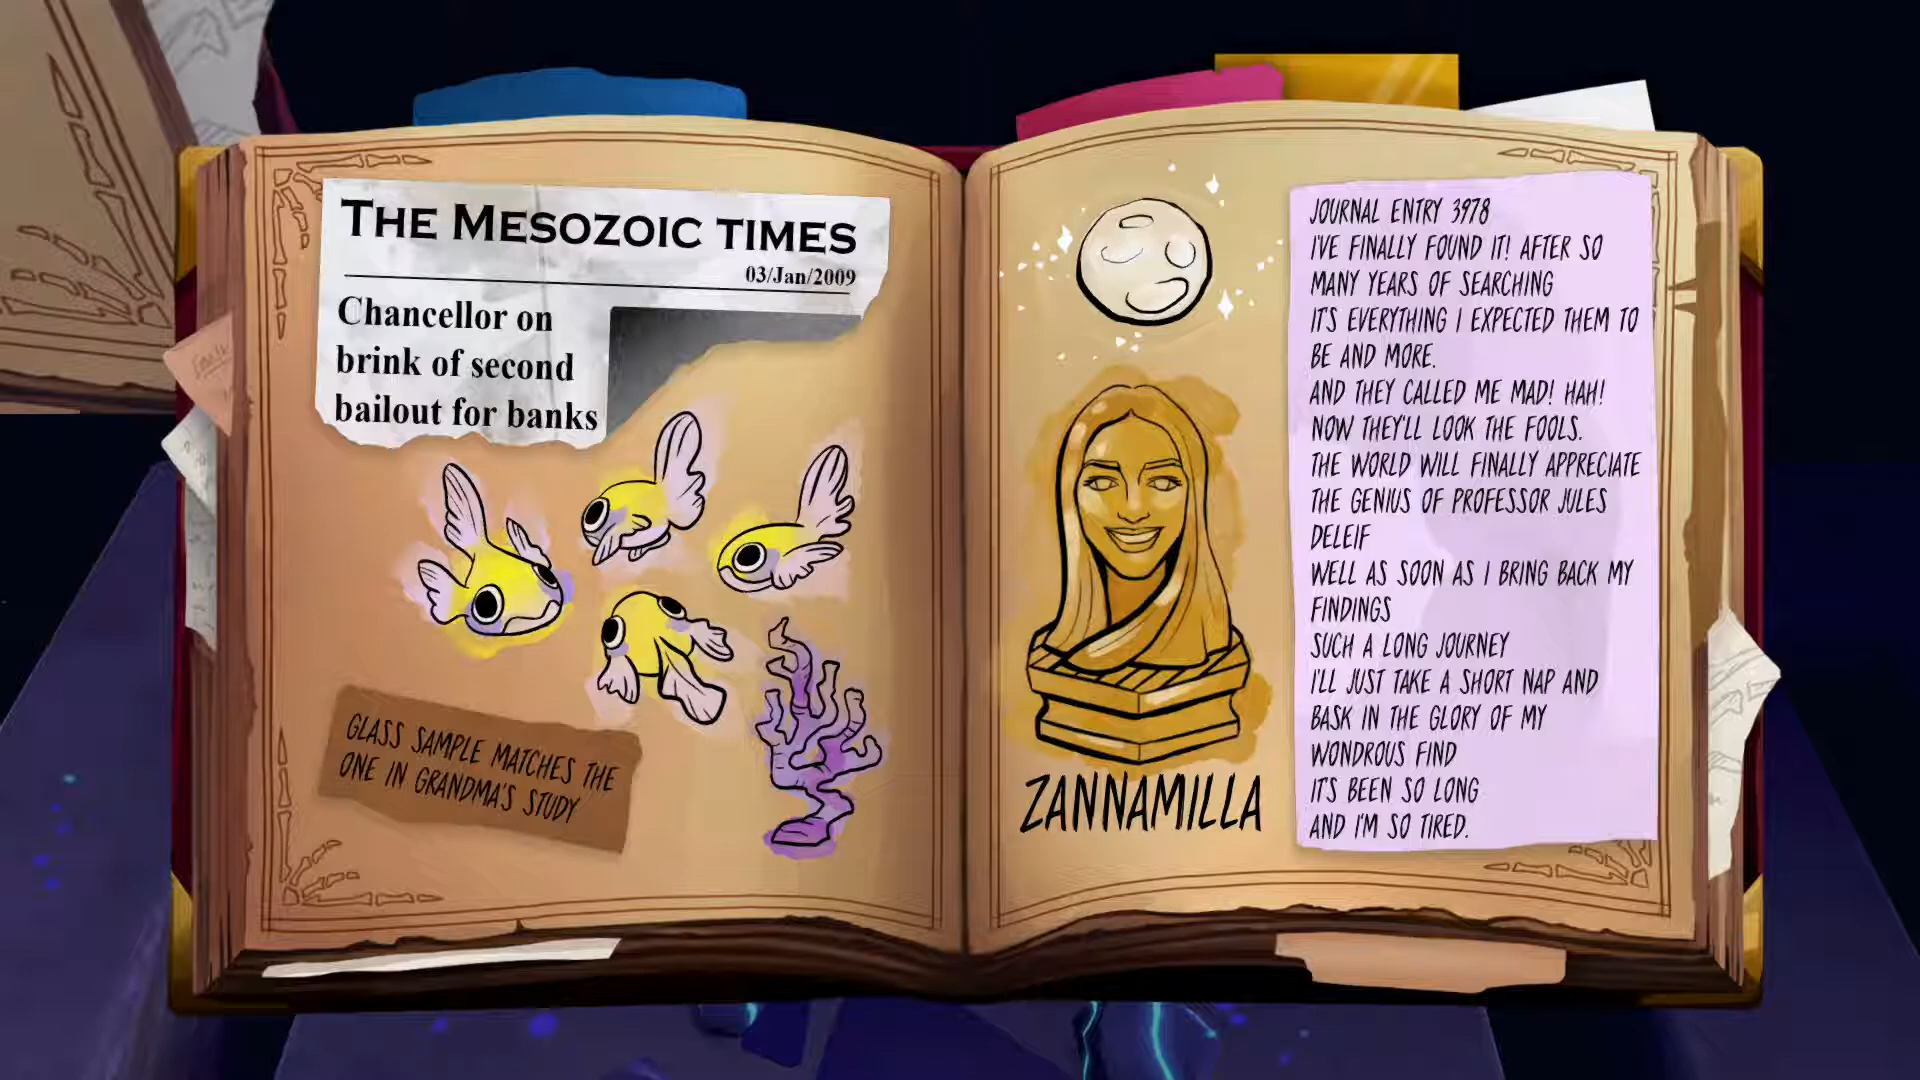 THE MESOZOIC TIMES
03/Jan/2009
Chancellor on
brink of second
bailout for banks
GLASS SAMPLE MATCHES THE
ONE IN GRANDMA'S STUDY
ZANNAMILLA
JOURNAL ENTRY 3978
I'VE FINALLY FOUND IT! AFTER SO
MANY YEARS OF SEARCHING
IT'S EVERYTHING I EXPECTED THEM TO
BE AND MORE.
AND THEY CALLED ME MAD! HAH!
NOW THEY'LL LOOK THE FOOLS.
THE WORLD WILL FINALLY APPRECIATE
THE GENIUS OF PROFESSOR JULES
DELEIF
WELL AS SOON AS I BRING BACK MY
FINDINGS
SUCH A LONG JOURNEY
I'LL JUST TAKE A SHORT NAP AND
BASK IN THE GLORY OF MY
WONDROUS FIND
IT'S BEEN SO LONG
AND I'M SO TIRED.